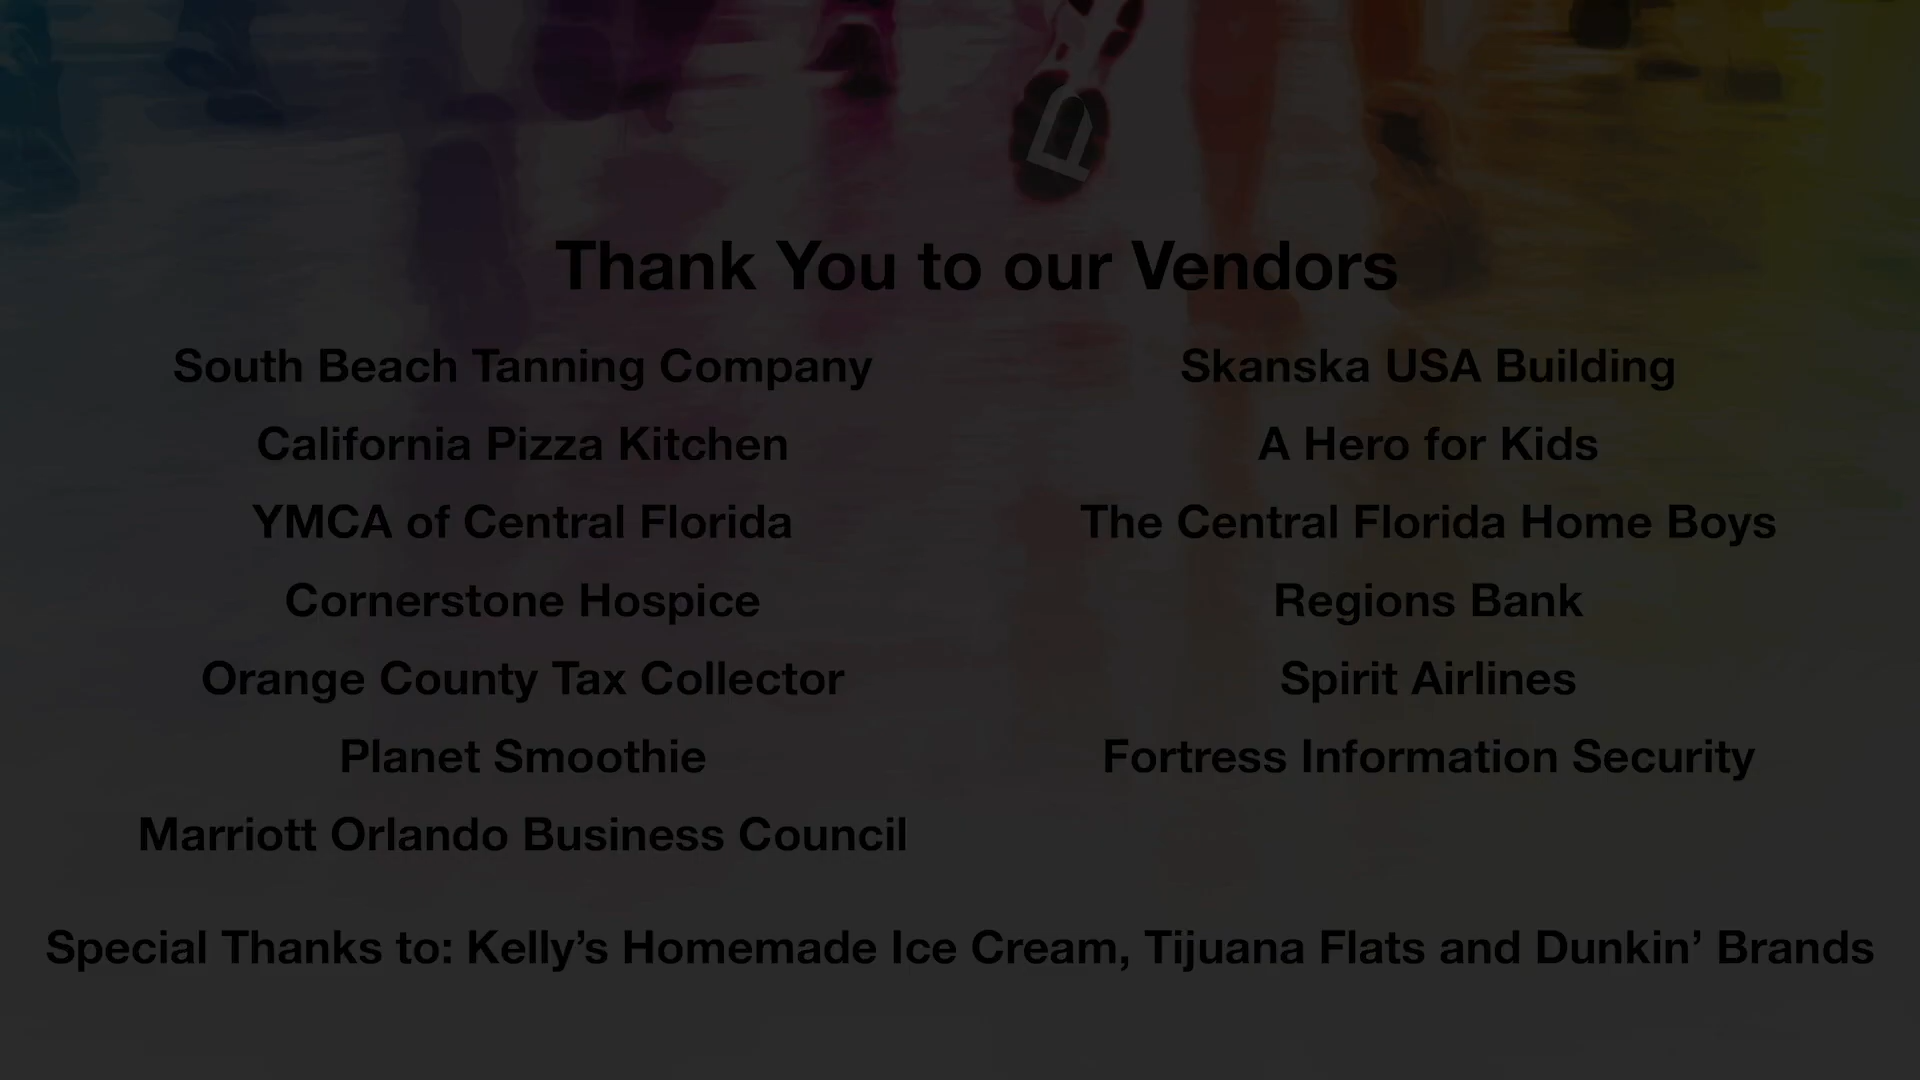 Thank You to our Vendors
South Beach Tanning Company
California Pizza Kitchen
YMCA of Central Florida
Cornerstone Hospice
Orange County Tax Collector
Planet Smoothie
Marriott Orlando Business Council
Skanska USA Building
A Hero for Kids
The Central Florida Home Boys
Regions Bank
Spirit Airlines
Fortress Information Security
Special Thanks to: Kelly’s Homemade Ice Cream, Tijuana Flats and Dunkin’ Brands